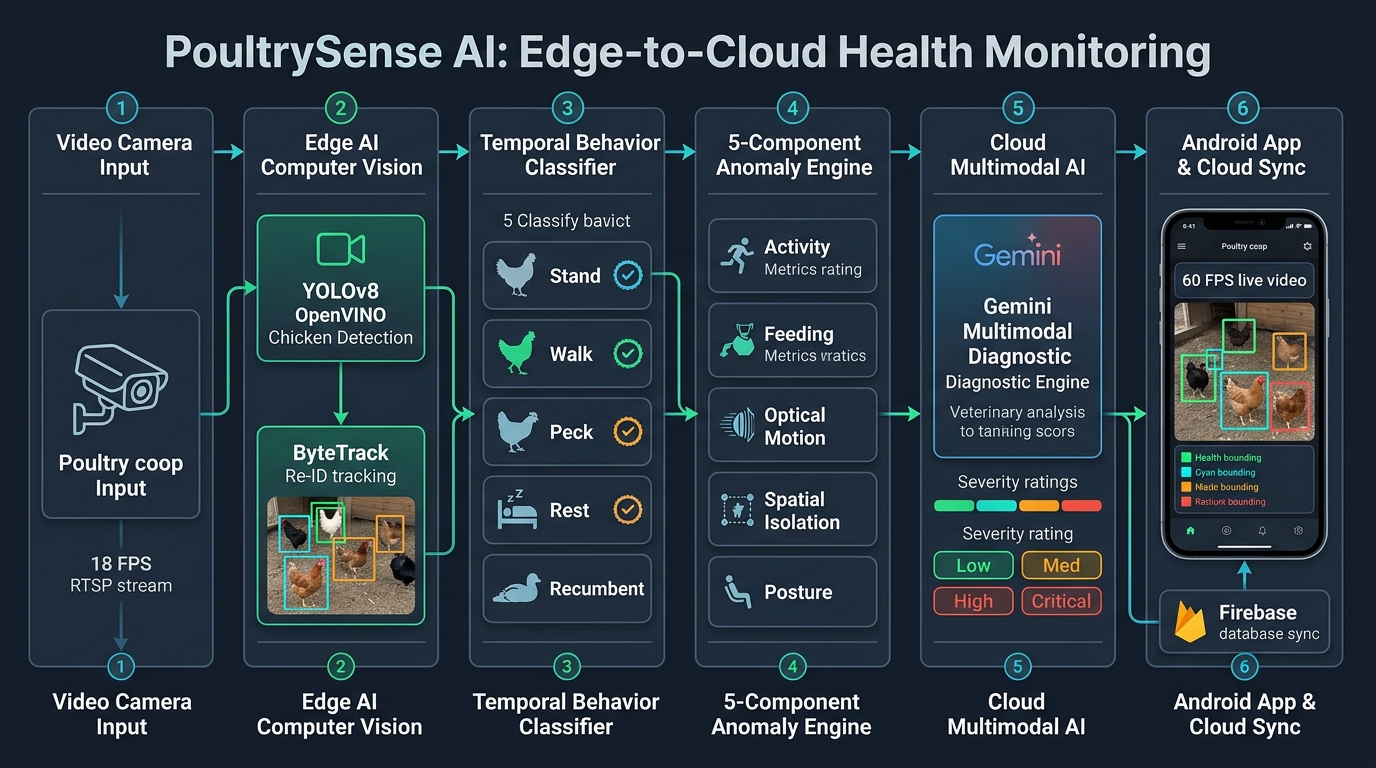 PoultrySense AI: Edge-to-Cloud Health Monitoring
1
Video Camera
Input
Poultry coop
Input
18 FPS
RTSP stream
1
Video Camera
Input
2
Edge AI
Computer Vision
YOLOv8
OpenVINO
Chicken Detection
ByteTrack
Re-ID tracking
2
Edge AI
Computer Vision
3
Temporal Behavior
Classifier
5 Classify bavict
Stand
Walk
Peck
z z
Rest
Recumbent
3
Temporal Behavior
Classifier
4
5-Component
Anomaly Engine
Activity
Metrics rating
Feeding
Metrics
Optical
Motion
Spatial
Isolation
Posture
4
5-Component
Anomaly Engine
5
Cloud
Multimodal AI
Gemini
Gemini
Multimodal
Diagnostic
Diagnostic Engine
Veterinary analysis
to scors
Severity ratings
Severity rating
Low
Med
High
Critical
5
Cloud
Multimodal AI
6
Android App
& Cloud Sync
Poultry
60 FPS live video
Health bounding
bounding
bounding
bounding
Firebase
database sync
6
Android App &
Cloud Sync